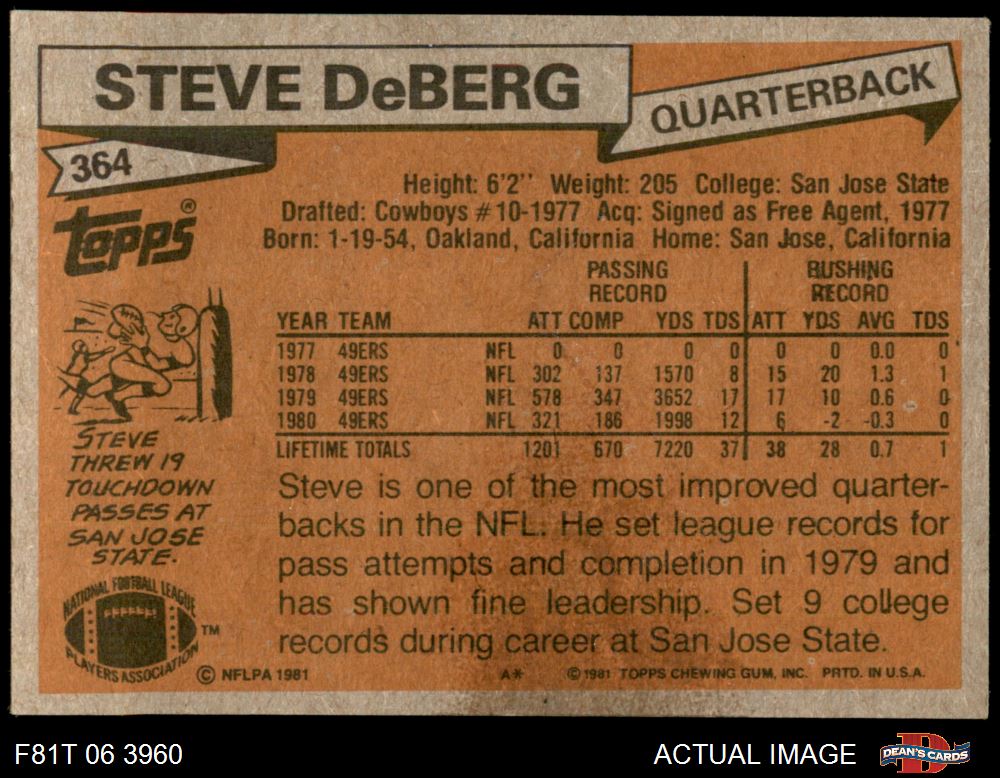 STEVE DeBERG
QUARTERBACK
364
Topps®
Height: 6'2'' Weight: 205 College: San Jose State
Drafted: Cowboys #10-1977 Acq: Signed as Free Agent, 1977
Born: 1-19-54, Oakland, California Home: San Jose, California
PASSING RECORD RUSHING RECORD
YEAR TEAM ATT COMP YDS TDS ATT YDS AVG TDS
1977 49ERS NFL 0 0 0 0 0 0 0.0 0
1978 49ERS NFL 302 137 1570 8 15 20 1.3 1
1979 49ERS NFL 578 347 3652 17 17 10 0.6 0
1980 49ERS NFL 321 186 1998 12 6 -2 -0.3 0
LIFETIME TOTALS 1201 670 7220 37 38 28 0.7 1
STEVE
THREW 19
TOUCHDOWN
PASSES AT
SAN JOSE
STATE.
Steve is one of the most improved quarter-
backs in the NFL. He set league records for
pass attempts and completion in 1979 and
has shown fine leadership. Set 9 college
records during career at San Jose State.
NATIONAL FOOTBALL LEAGUE
PLAYERS ASSOCIATION
TM
© NFLPA 1981 A* © 1981 TOPPS CHEWING GUM, INC. PRTD. IN U.S.A.
F81T 06 3960 ACTUAL IMAGE DEAN'S CARDS